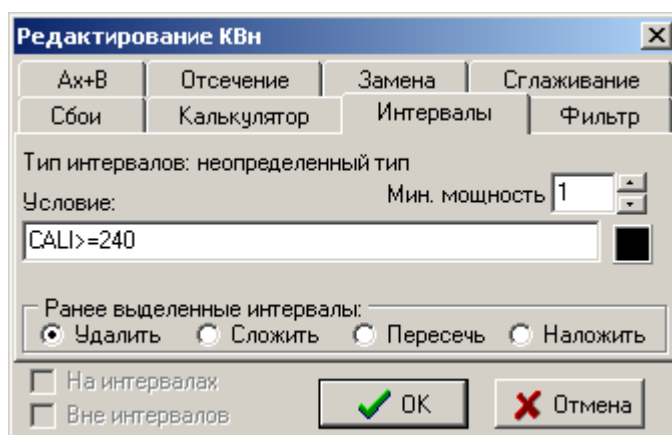 Редактирование КВн
Ax+B Отсечение Замена Сглаживание
Сбои Калькулятор Интервалы Фильтр
Тип интервалов: неопределенный тип
Мин. мощность 1
Условие:
CALI>=240
Ранее выделенные интервалы:
Удалить Сложить Пересечь Наложить
На интервалах
Вне интервалов
OK Отмена